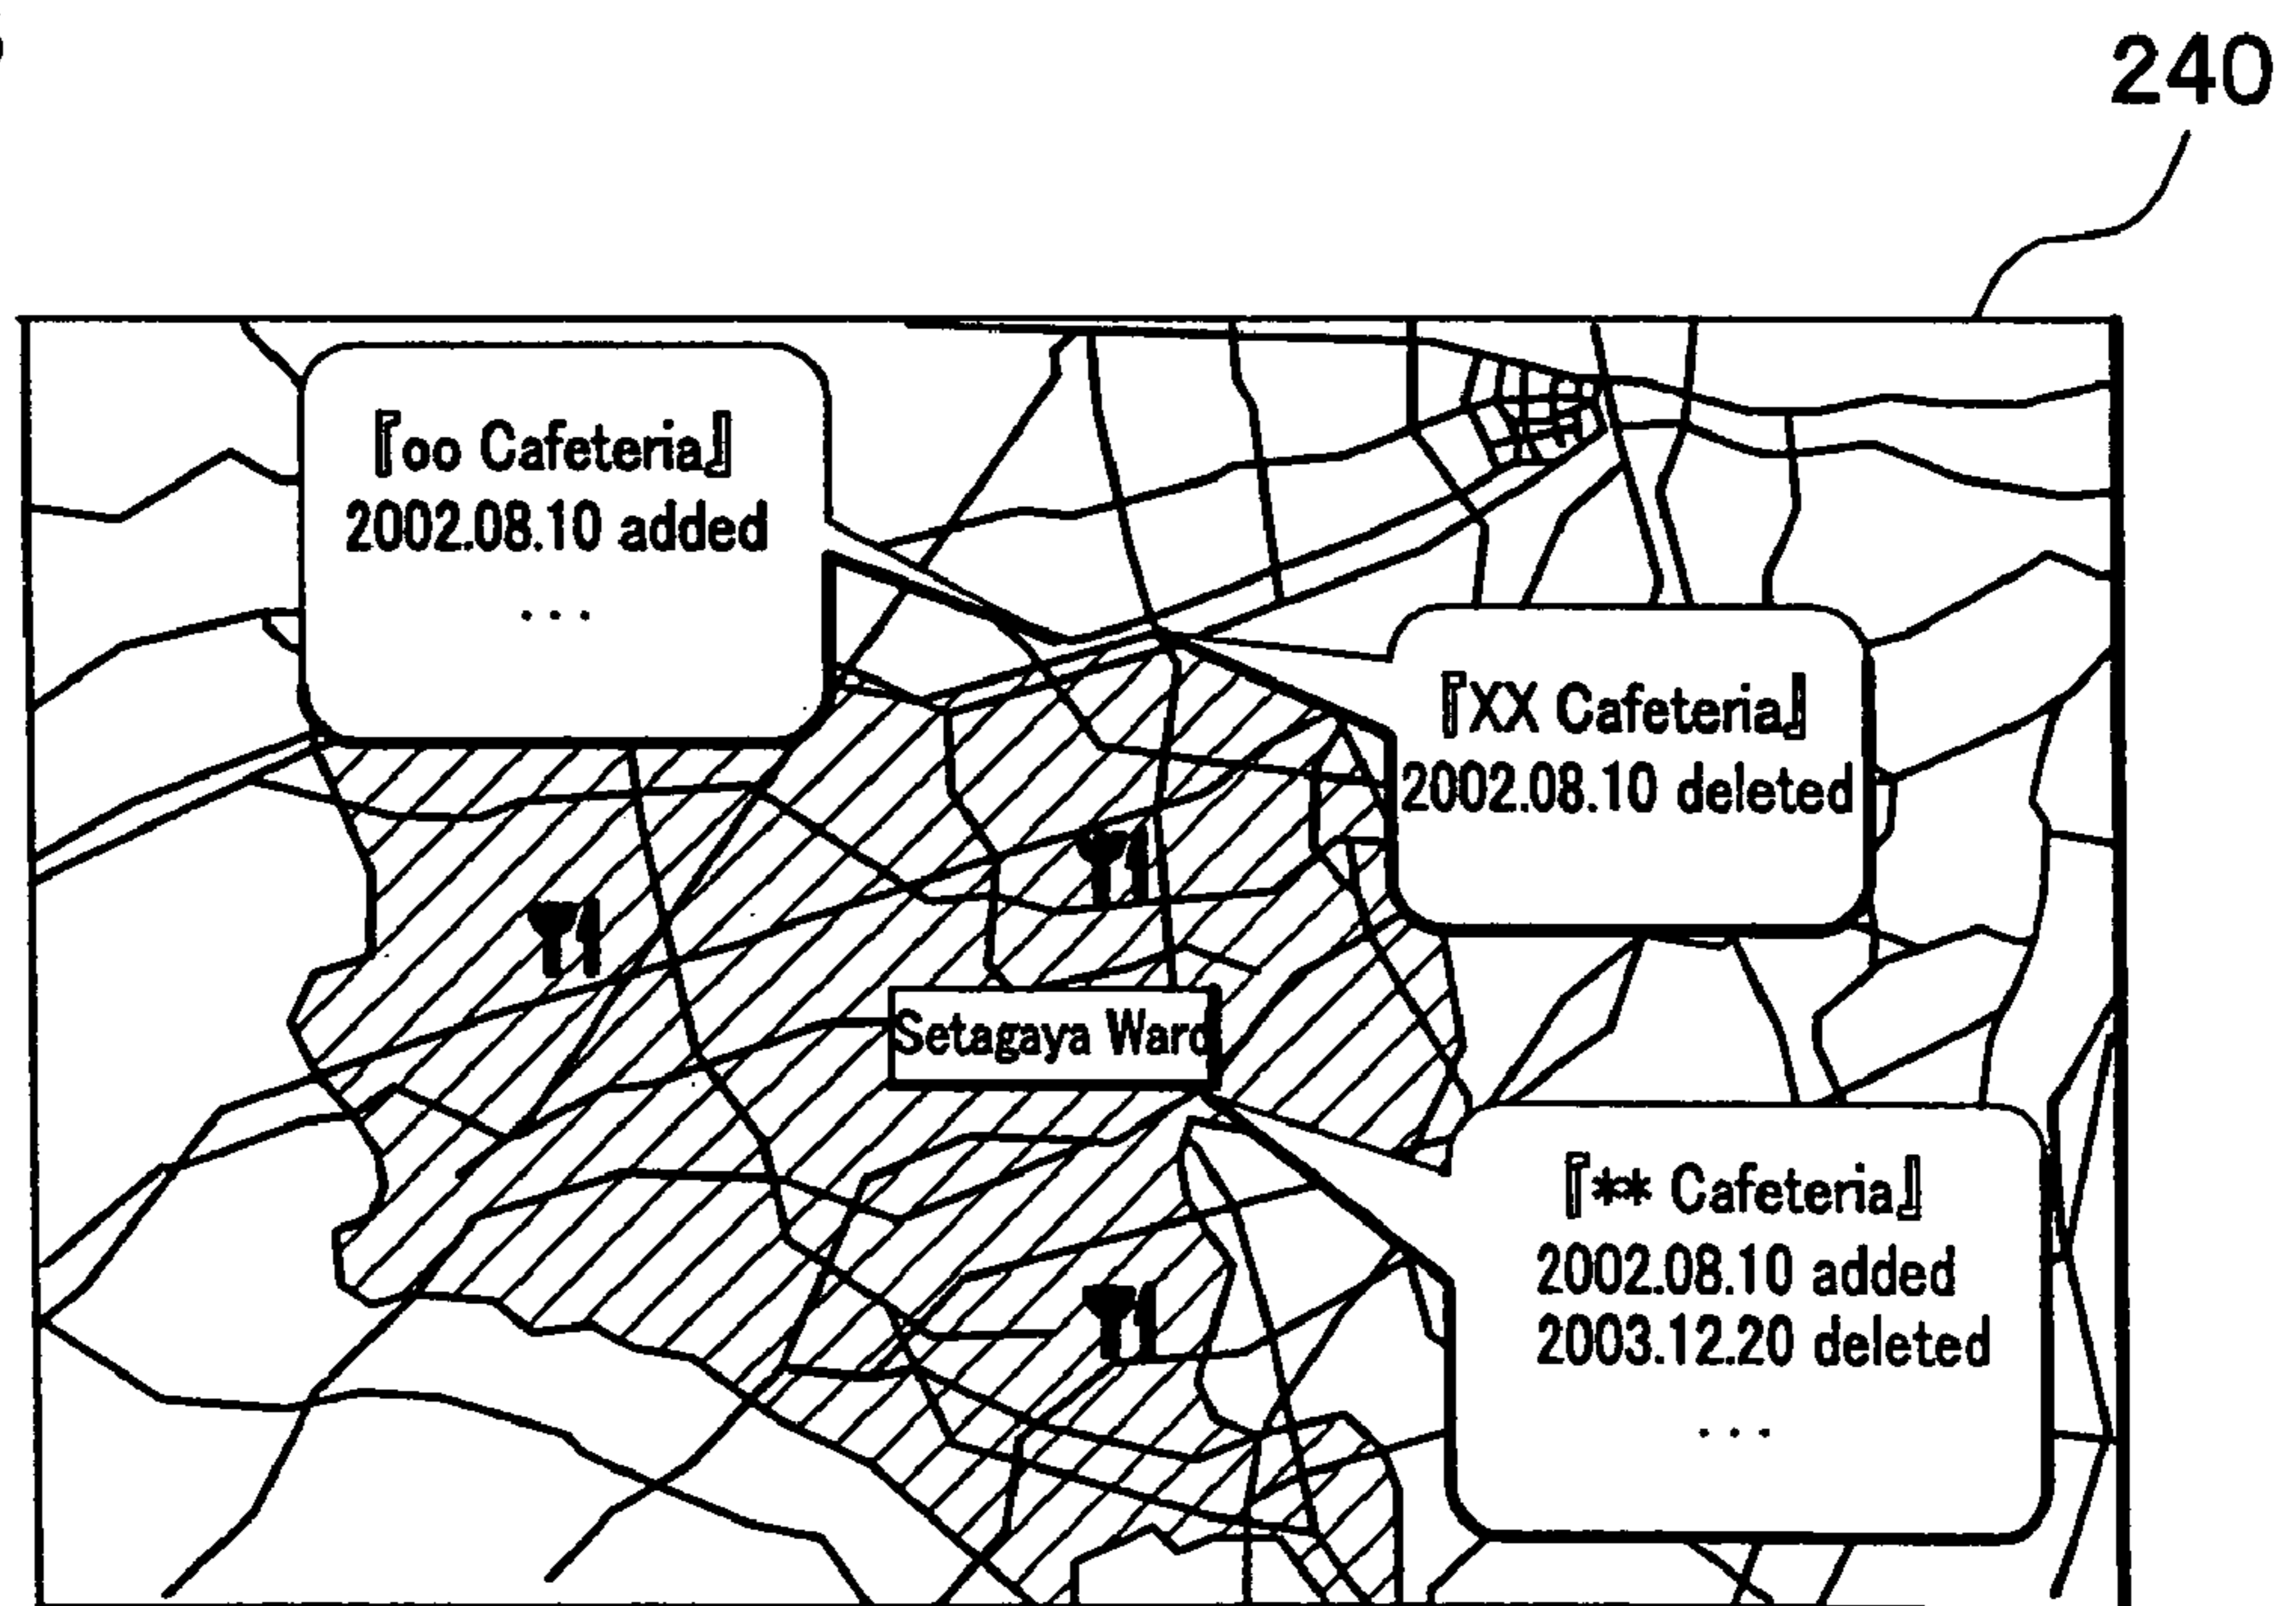 240
『oo Cafeteria』
2002.08.10 added
...
『XX Cafeteria』
2002.08.10 deleted
Setagaya Ward
『** Cafeteria』
2002.08.10 added
2003.12.20 deleted
...